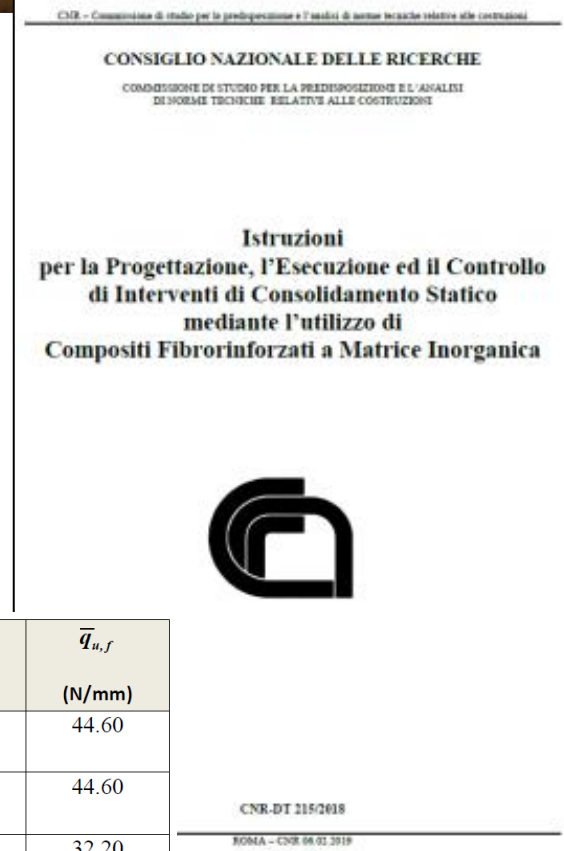 CNR – Commissione di studio per la predisposizione e l'analisi di norme tecniche relative alle costruzioni
CONSIGLIO NAZIONALE DELLE RICERCHE
COMMISSIONE DI STUDIO PER LA PREDISPOSIZIONE E L'ANALISI
DI NORME TECNICHE RELATIVE ALLE COSTRUZIONI
Istruzioni
per la Progettazione, l'Esecuzione ed il Controllo
di Interventi di Consolidamento Statico
mediante l'utilizzo di
Compositi Fibrorinforzati a Matrice Inorganica
CNR-DT 215/2018
ROMA – CNR 06.02.2019
q̅u,f
(N/mm)
44.60
44.60
32.20